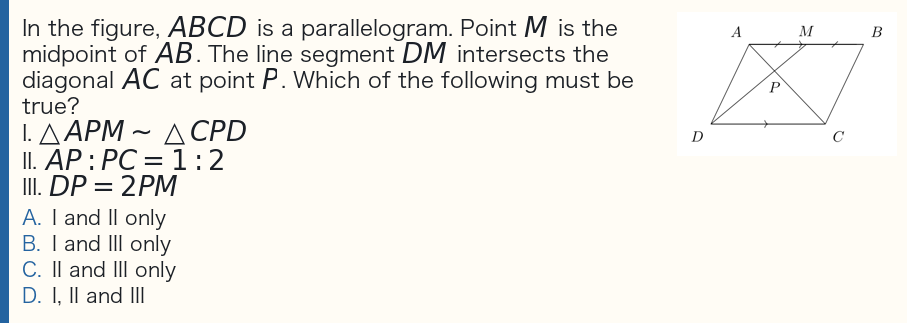 In the figure, ABCD is a parallelogram. Point M is the
midpoint of AB. The line segment DM intersects the
diagonal AC at point P. Which of the following must be
true?
I. △APM ~ △CPD
II. AP : PC = 1 : 2
III. DP = 2PM
A. I and II only
B. I and III only
C. II and III only
D. I, II and III
A M B
P
D C